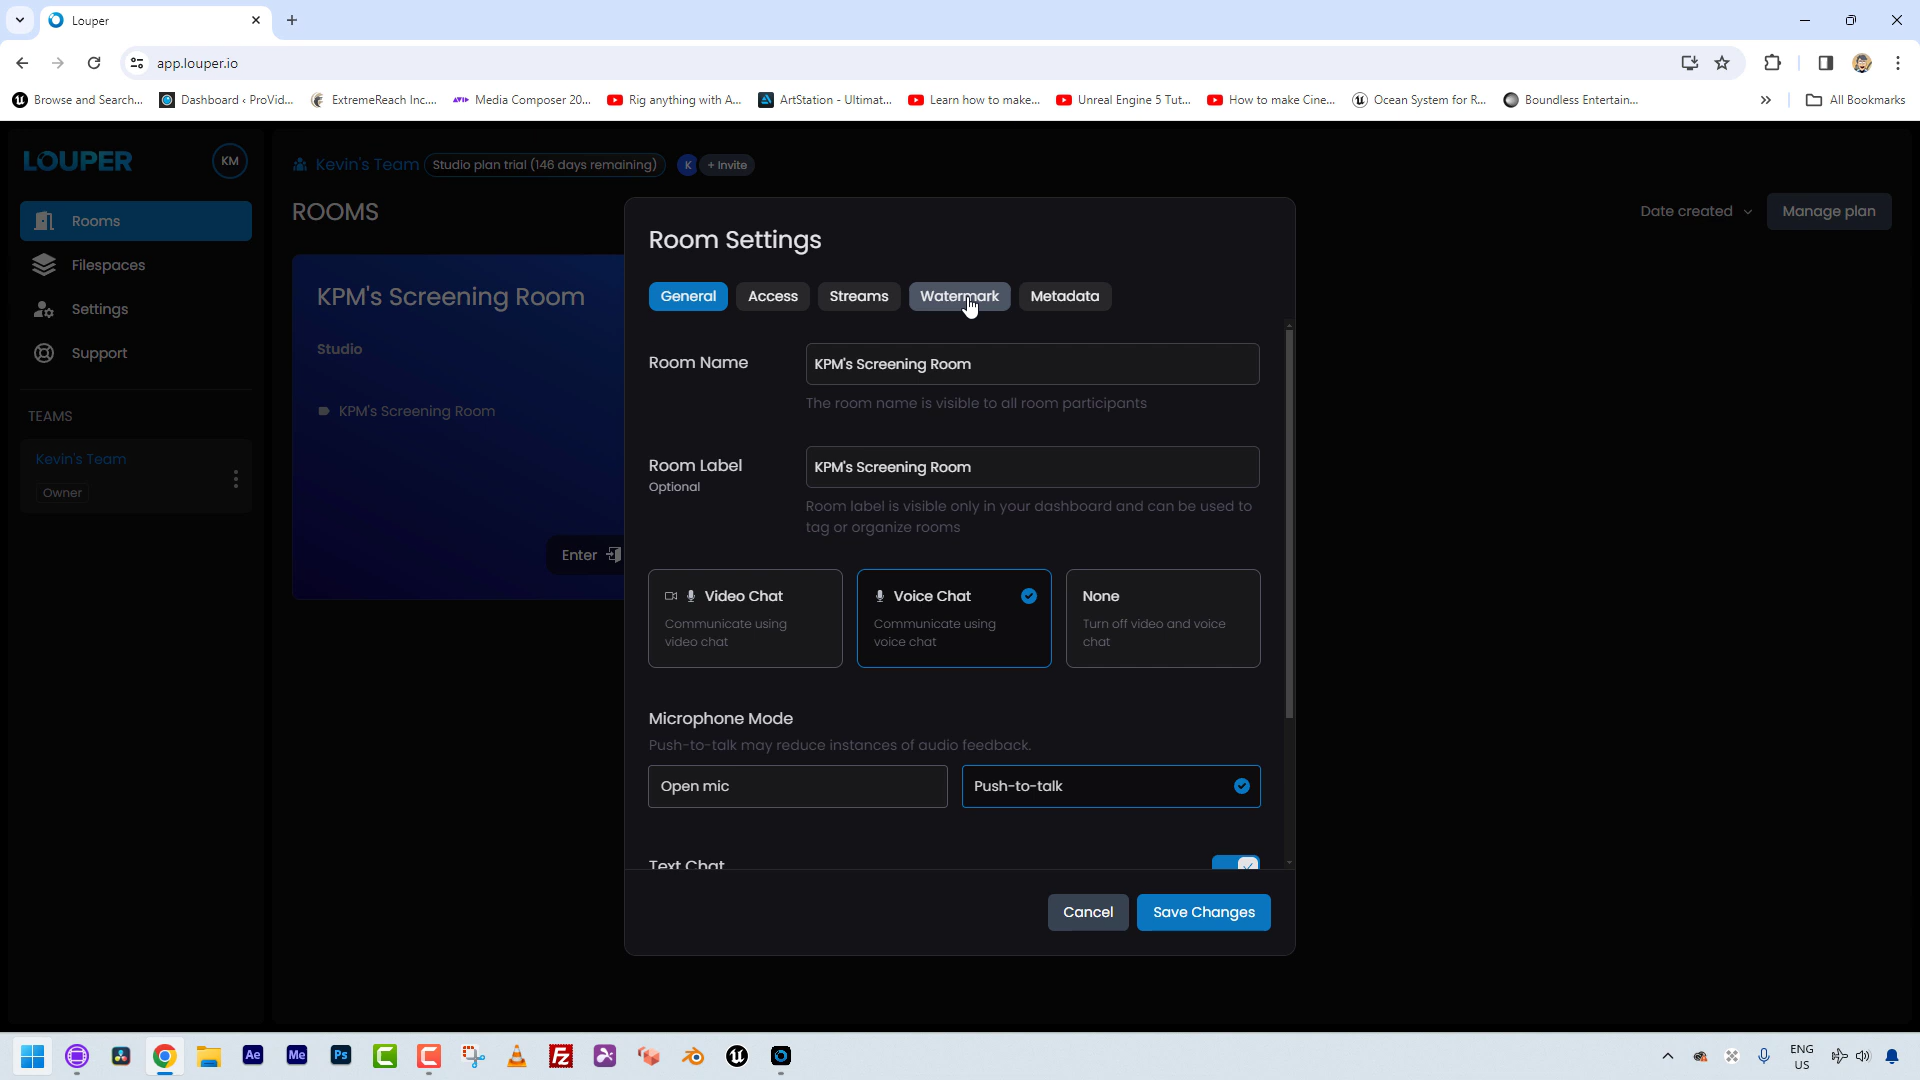 Louper
app.louper.io
Browse and Search...
Dashboard ‹ ProVid...
ExtremeReach Inc....
Media Composer 20...
Rig anything with A...
ArtStation - Ultimat...
Learn how to make...
Unreal Engine 5 Tut...
How to make Cine...
Ocean System for R...
Boundless Entertain...
»
All Bookmarks
LOUPER
KM
Kevin's Team
Studio plan trial (146 days remaining)
K
+ Invite
Rooms
Filespaces
Settings
Support
TEAMS
Kevin's Team
Owner
ROOMS
Date created
Manage plan
KPM's Screening Room
Studio
KPM's Screening Room
Enter
Room Settings
General
Access
Streams
Watermark
Metadata
Room Name
KPM's Screening Room
The room name is visible to all room participants
Room Label
Optional
KPM's Screening Room
Room label is visible only in your dashboard and can be used to
tag or organize rooms
Video Chat
Communicate using
video chat
Voice Chat
Communicate using
voice chat
None
Turn off video and voice
chat
Microphone Mode
Push-to-talk may reduce instances of audio feedback.
Open mic
Push-to-talk
Text Chat
Cancel
Save Changes
Ae
Me
Ps
ENG
US